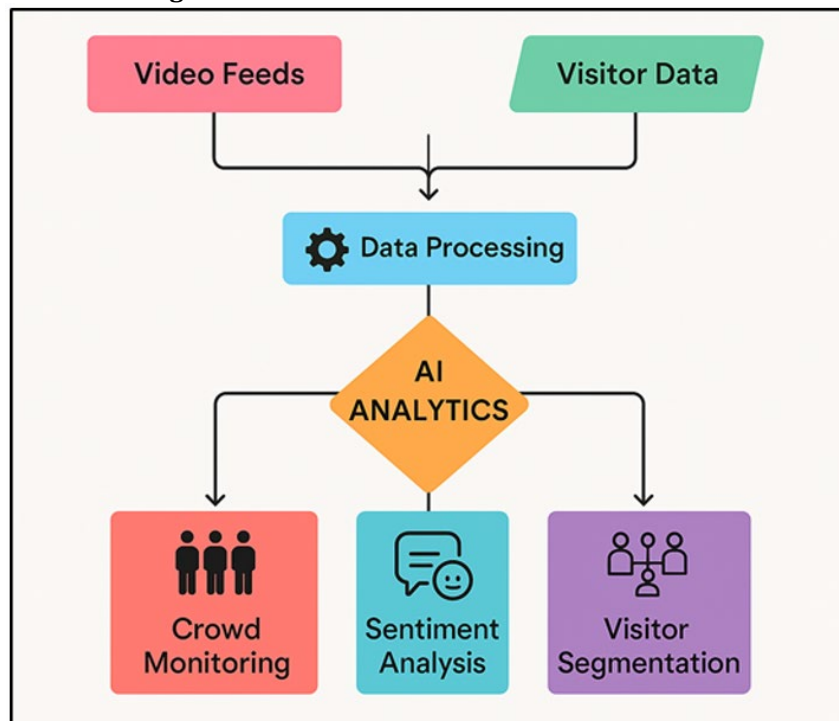 Video Feeds
Visitor Data
Data Processing
AI
ANALYTICS
Crowd
Monitoring
Sentiment
Analysis
Visitor
Segmentation